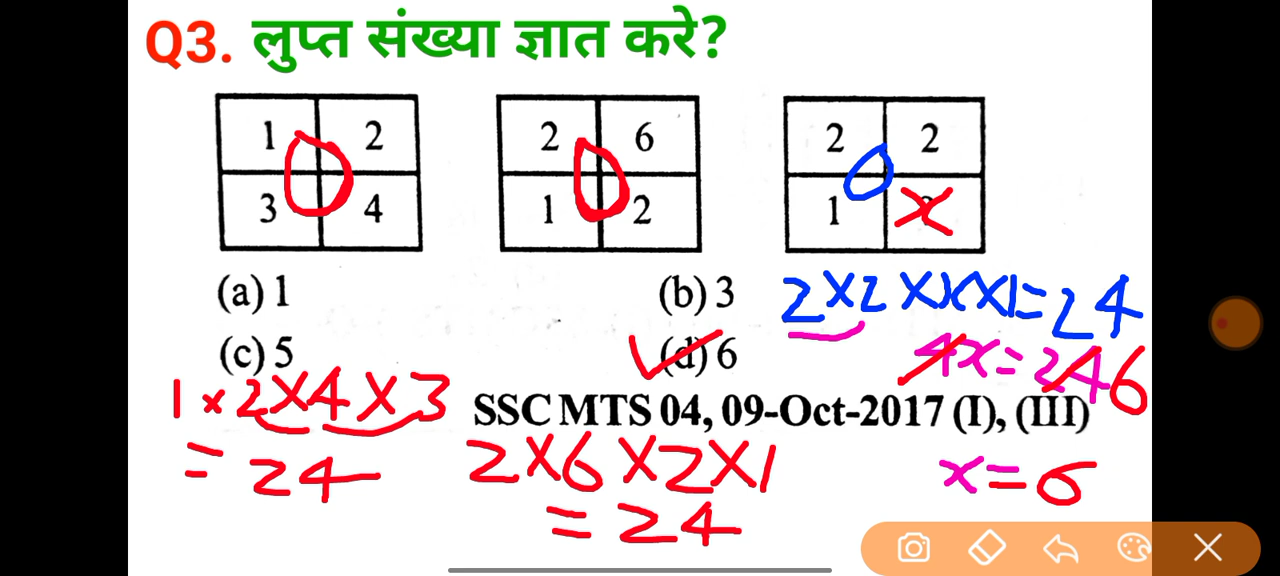 Q3. लुप्त संख्या ज्ञात करे?
1 2 2 6 2 2
3 4 1 2 1 x
(a) 1 (b) 3
2×2×x×1=24
(c) 5 (d) 6
4x=24 6
1×2×4×3
=24
SSC MTS 04, 09-Oct-2017 (I), (III)
2×6×2×1
=24
x=6